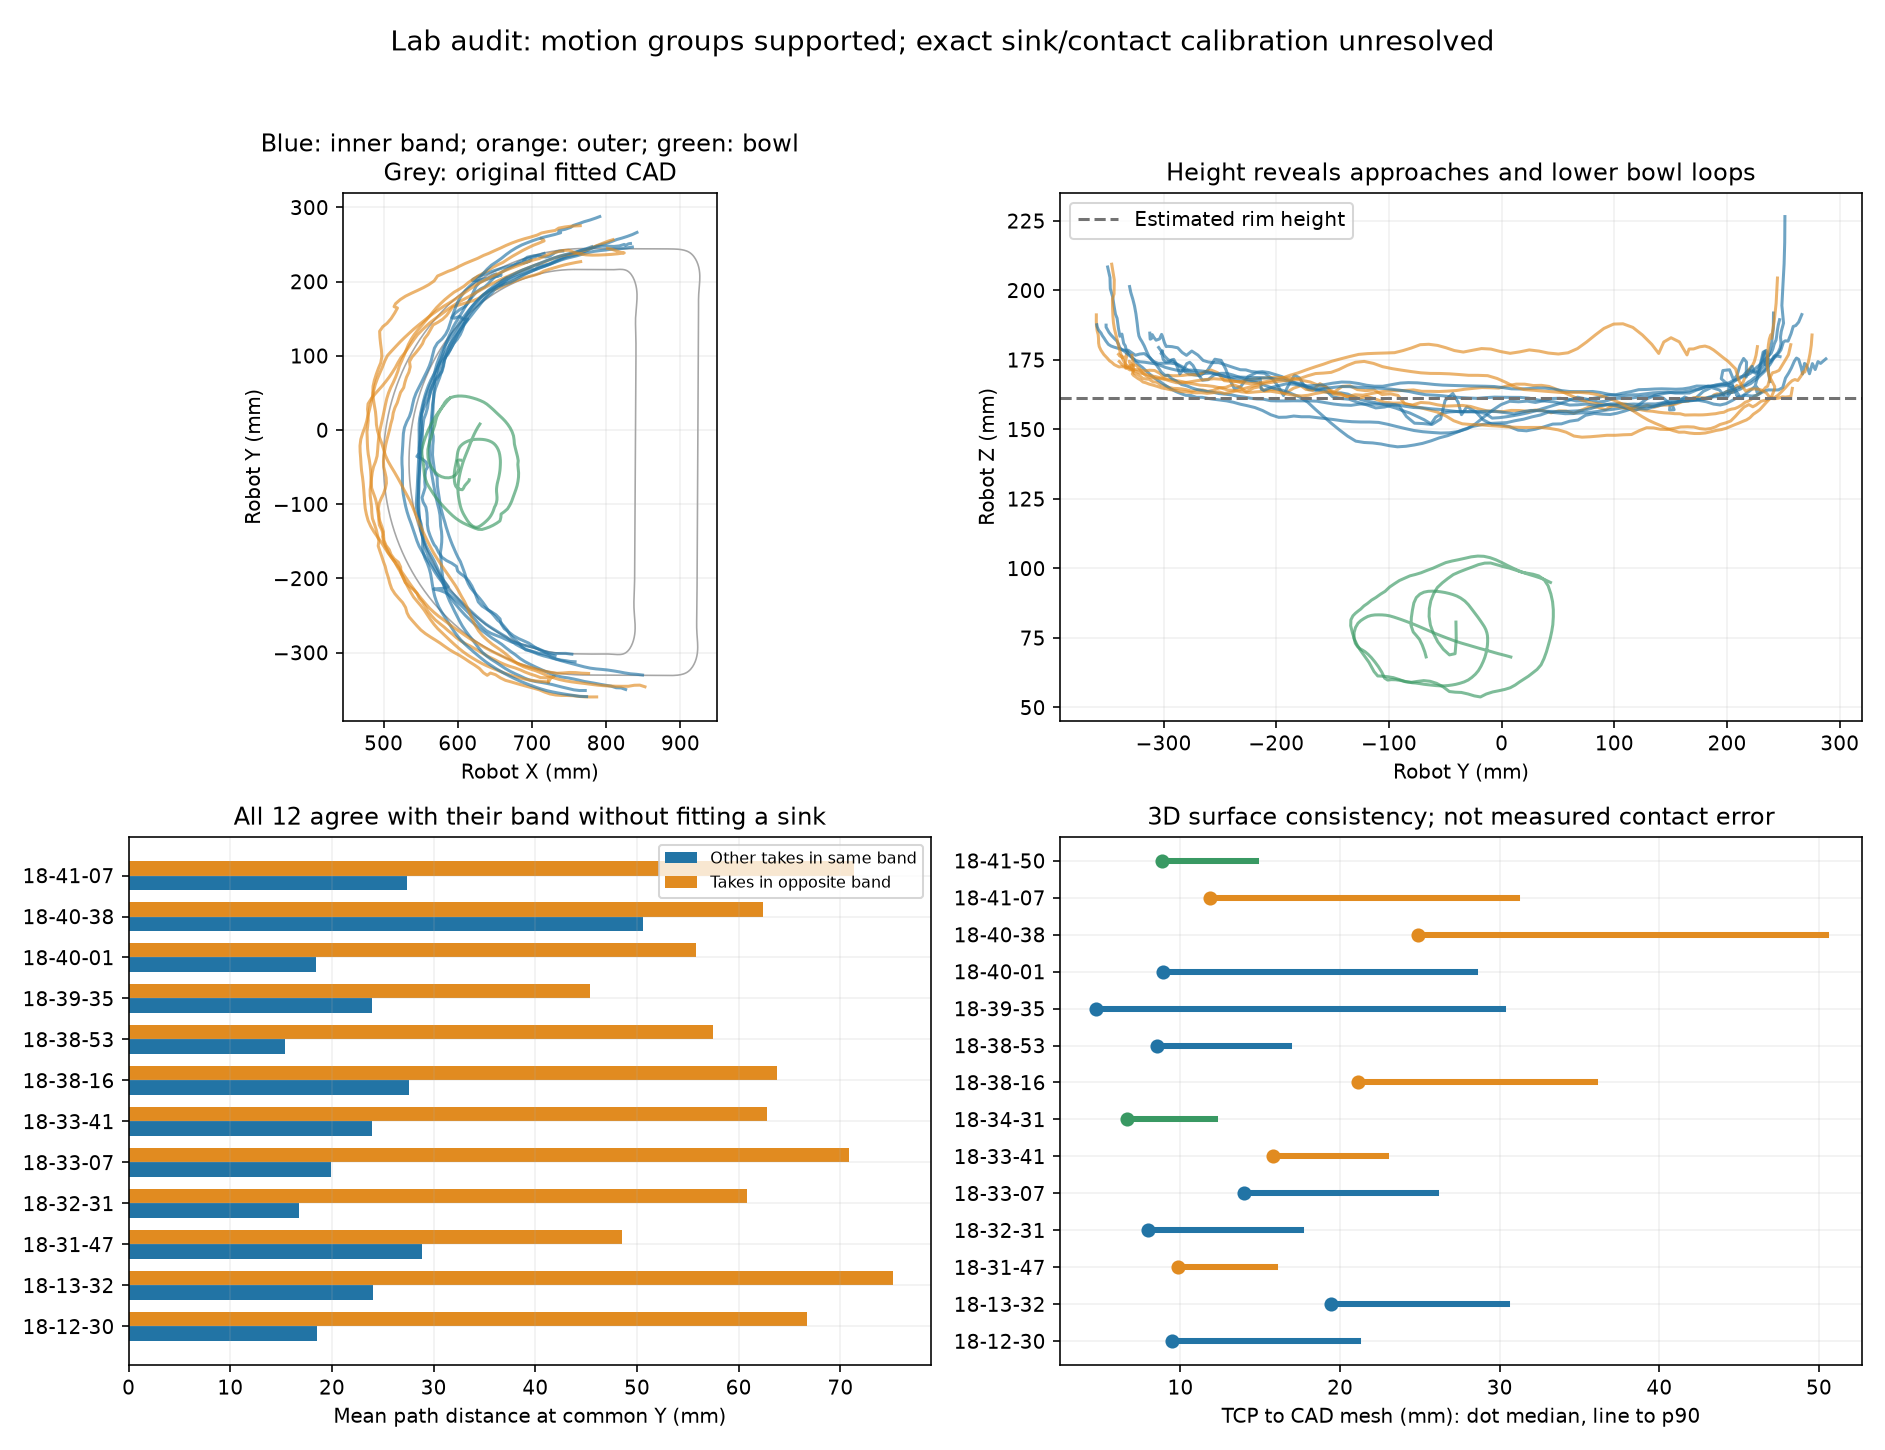 Lab audit: motion groups supported; exact sink/contact calibration unresolved
Blue: inner band; orange: outer; green: bowl
Grey: original fitted CAD
300
200
100
0
−100
−200
−300
Robot Y (mm)
500 600 700 800 900
Robot X (mm)
Height reveals approaches and lower bowl loops
Estimated rim height
225
200
175
150
125
100
75
50
Robot Z (mm)
−300 −200 −100 0 100 200 300
Robot Y (mm)
All 12 agree with their band without fitting a sink
Other takes in same band
Takes in opposite band
18-41-07
18-40-38
18-40-01
18-39-35
18-38-53
18-38-16
18-33-41
18-33-07
18-32-31
18-31-47
18-13-32
18-12-30
0 10 20 30 40 50 60 70
Mean path distance at common Y (mm)
3D surface consistency; not measured contact error
18-41-50
18-41-07
18-40-38
18-40-01
18-39-35
18-38-53
18-38-16
18-34-31
18-33-41
18-33-07
18-32-31
18-31-47
18-13-32
18-12-30
10 20 30 40 50
TCP to CAD mesh (mm): dot median, line to p90